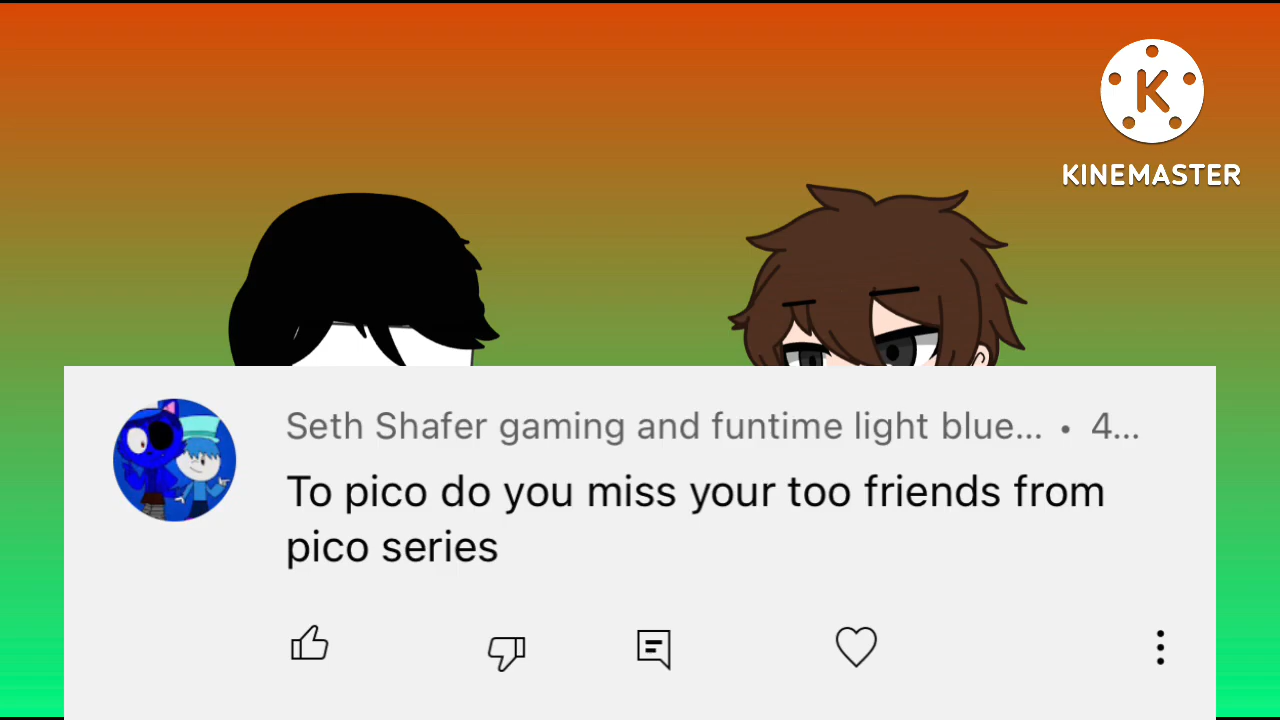 K
KINEMASTER
Seth Shafer gaming and funtime light blue... • 4...
To pico do you miss your too friends from
pico series